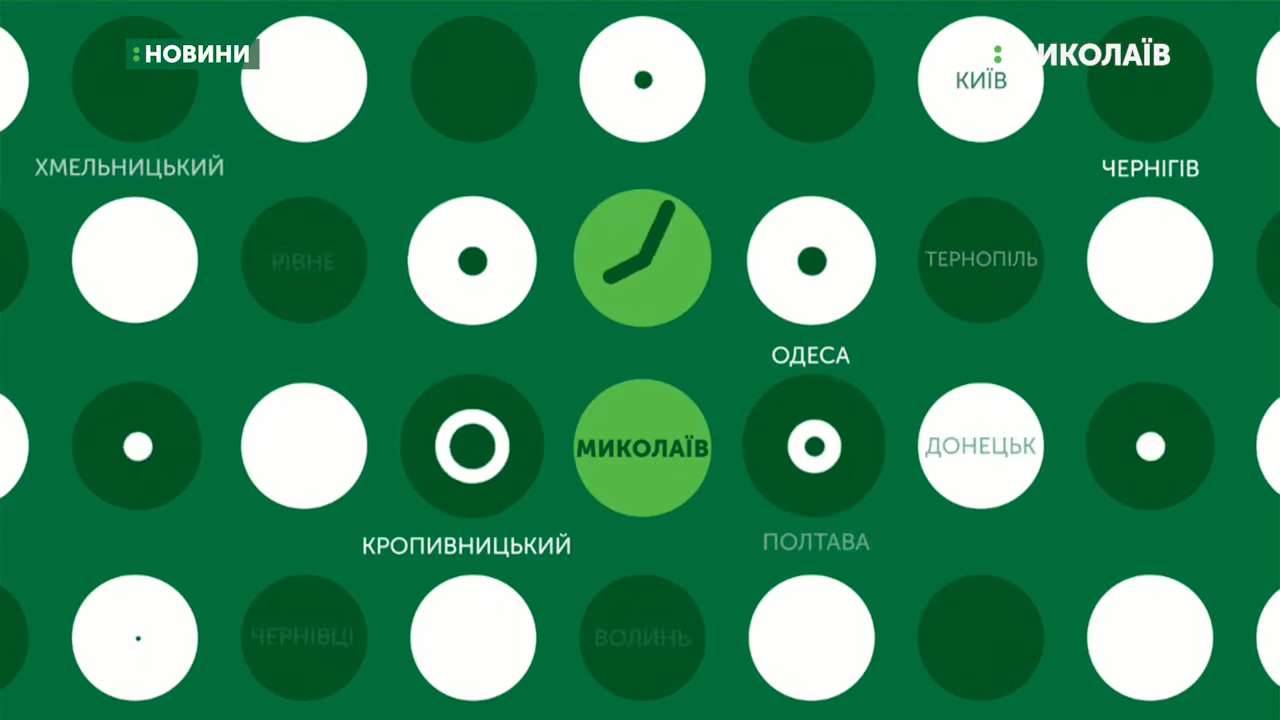 :НОВИНИ
: МИКОЛАЇВ
КИЇВ
ХМЕЛЬНИЦЬКИЙ
ЧЕРНІГІВ
РІВНЕ
ТЕРНОПІЛЬ
ОДЕСА
МИКОЛАЇВ
ДОНЕЦЬК
КРОПИВНИЦЬКИЙ
ПОЛТАВА
ЧЕРНІВЦІ
ВОЛИНЬ